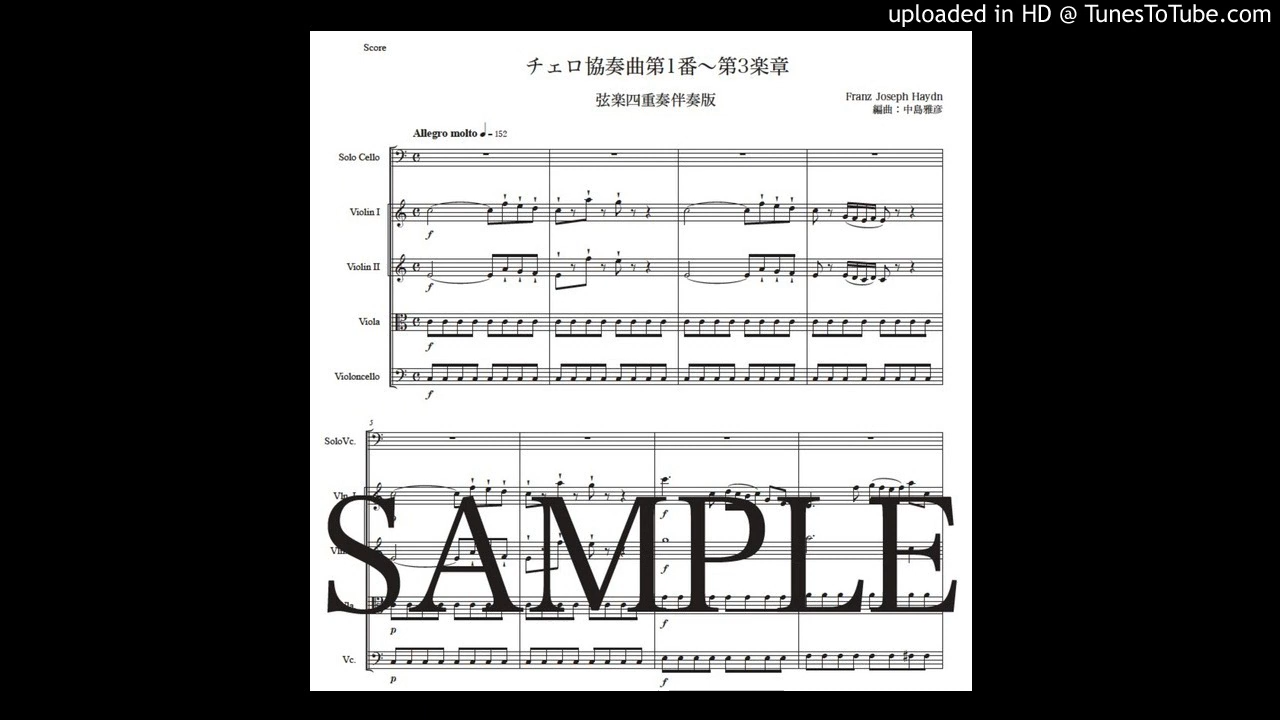 uploaded in HD @ TunesToTube.com
Score
チェロ協奏曲第1番～第3楽章
弦楽四重奏伴奏版
Franz Joseph Haydn
編曲：中島雅彦
Allegro molto ♩ = 152
Solo Cello
Violin I
f
Violin II
f
Viola
f
Violoncello
f
5
SoloVc.
Vln. I
f
f
p
f
Vc.
p
f
SAMPLE